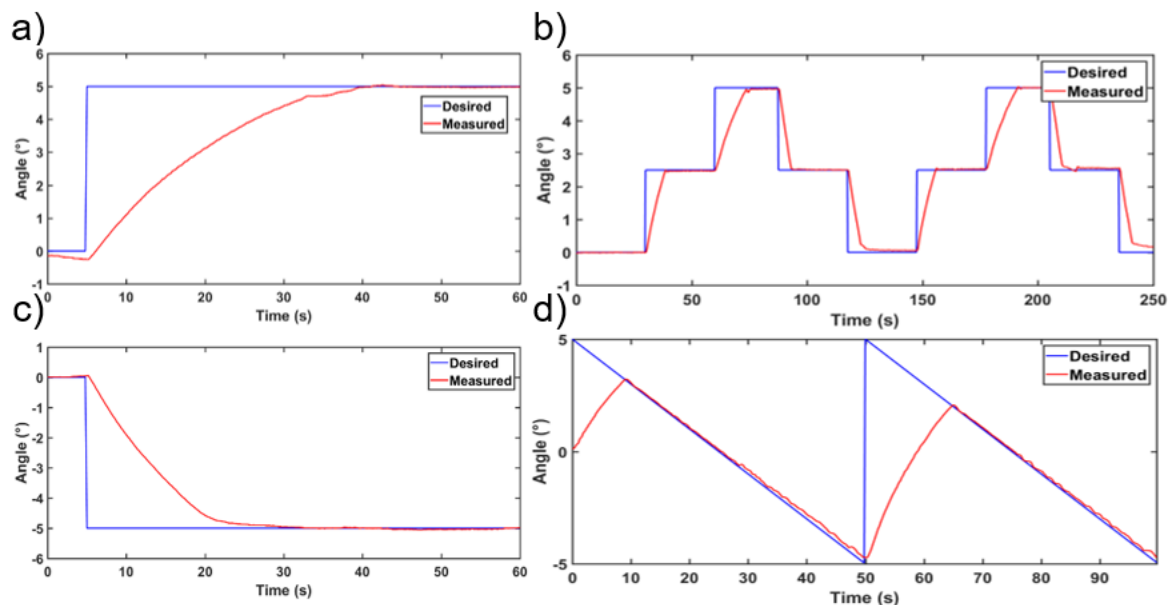 a)
6
5
4
3
2
1
0
-1
Angle (°)
Desired
Measured
0 10 20 30 40 50 60
Time (s)
b)
6
5
4
3
2
1
0
-1
Angle (°)
Desired
Measured
0 50 100 150 200 250
Time (s)
c)
1
0
-1
-2
-3
-4
-5
-6
Angle (°)
Desired
Measured
0 10 20 30 40 50 60
Time (s)
d)
5
0
-5
Angle (°)
Desired
Measured
0 10 20 30 40 50 60 70 80 90
Time (s)